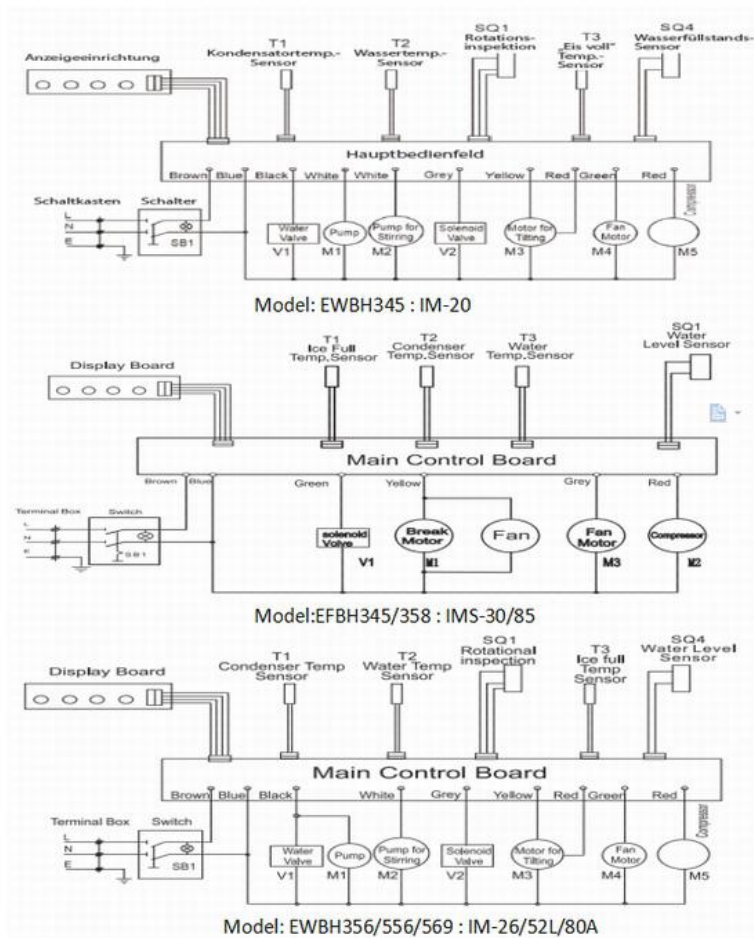 Anzeigeeinrichtung
T1
Kondensatortemp.-
Sensor
T2
Wassertemp.-
Sensor
SQ1
Rotations-
inspektion
T3
„Eis voll“
Temp.-
Sensor
SQ4
Wasserfüllstands-
Sensor
Hauptbedienfeld
Brown Blue Black White White Grey Yellow Red Green Red
Schaltkasten Schalter
L
N
E
SB1
Water
Valve
V1
Pump
M1
Pump for
Stirring
M2
Solenoid
Valve
V2
Motor for
Tilting
M3
Fan
Motor
M4
Compressor
M5
Model: EWBH345 : IM-20
Display Board
T1
Ice Full
Temp,Sensor
T2
Condenser
Temp,Sensor
T3
Water
Temp,Sensor
SQ1
Water
Level Sensor
Main Control Board
Brown Blue Green Yellow Grey Red
Terminal Box Switch
L
N
E
SB1
solenoid
Volve
V1
Break
Motor
M1
Fan
Fan
Motor
M3
Compressor
M2
Model:EFBH345/358 : IMS-30/85
Display Board
T1
Condenser Temp
Sensor
T2
Water Temp
Sensor
SQ1
Rotational
inspection
T3
Ice full
Temp
Sensor
SQ4
Water Level
Sensor
Main Control Board
Brown Blue Black White Grey Yellow Red Green Red
Terminal Box Switch
L
N
E
SB1
Water
Valve
V1
Pump
M1
Pump for
Stirring
M2
Solenoid
Valve
V2
Motor for
Tilting
M3
Fan
Motor
M4
Compressor
M5
Model: EWBH356/556/569 : IM-26/52L/80A